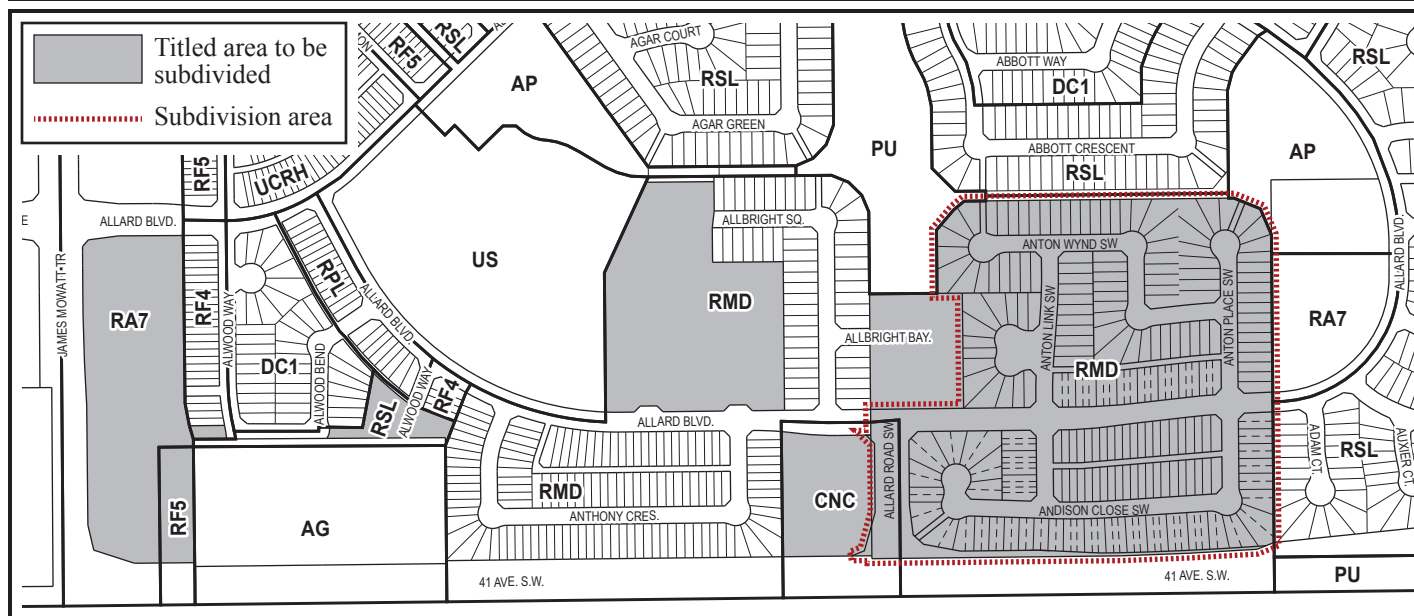 Titled area to be
subdivided
Subdivision area
RSL
RF5
AP
AGAR COURT
RSL
AGAR GREEN
PU
ABBOTT WAY
DC1
ABBOTT CRESCENT
RSL
RSL
AP
RF5
UCRH
E
ALLARD BLVD.
JAMES MOWATT TR
RA7
RF4
ALWOOD WAY
DC1
ALWOOD BEND
RPL
ALLARD BLVD.
RSL
ALWOOD WAY
RF4
US
ALLBRIGHT SQ.
RMD
ALLBRIGHT BAY.
ANTON WYND SW
ANTON LINK SW
ANTON PLACE SW
RMD
ALLARD BLVD.
RA7
ALLARD BLVD.
RMD
ANTHONY CRES.
CNC
ALLARD ROAD SW
ANDISON CLOSE SW
ADAM CT.
RSL
AUXIER CT.
RF5
AG
41 AVE. S.W.
41 AVE. S.W.
PU